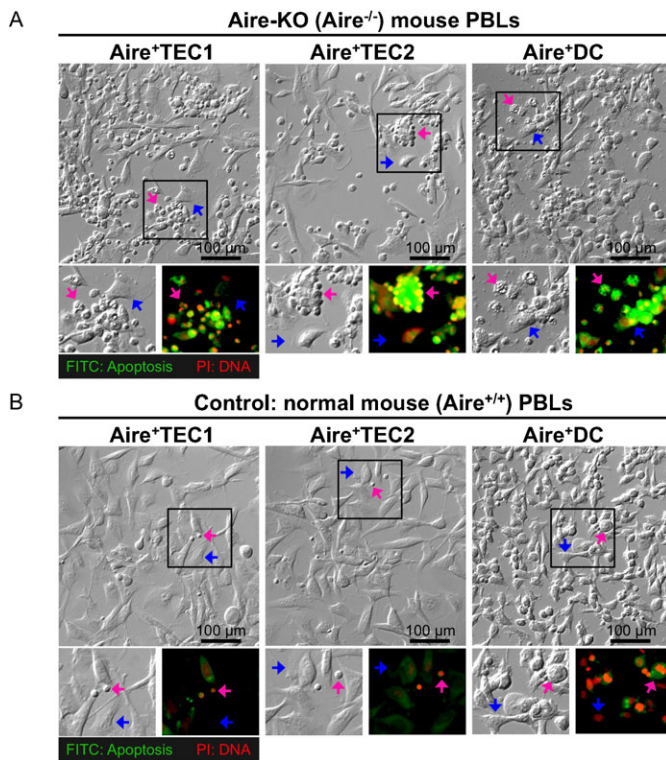 A
Aire-KO (Aire-/-) mouse PBLs
Aire+TEC1 Aire+TEC2 Aire+DC
100 µm 100 µm 100 µm
FITC: Apoptosis PI: DNA
B
Control: normal mouse (Aire+/+) PBLs
Aire+TEC1 Aire+TEC2 Aire+DC
100 µm 100 µm 100 µm
FITC: Apoptosis PI: DNA